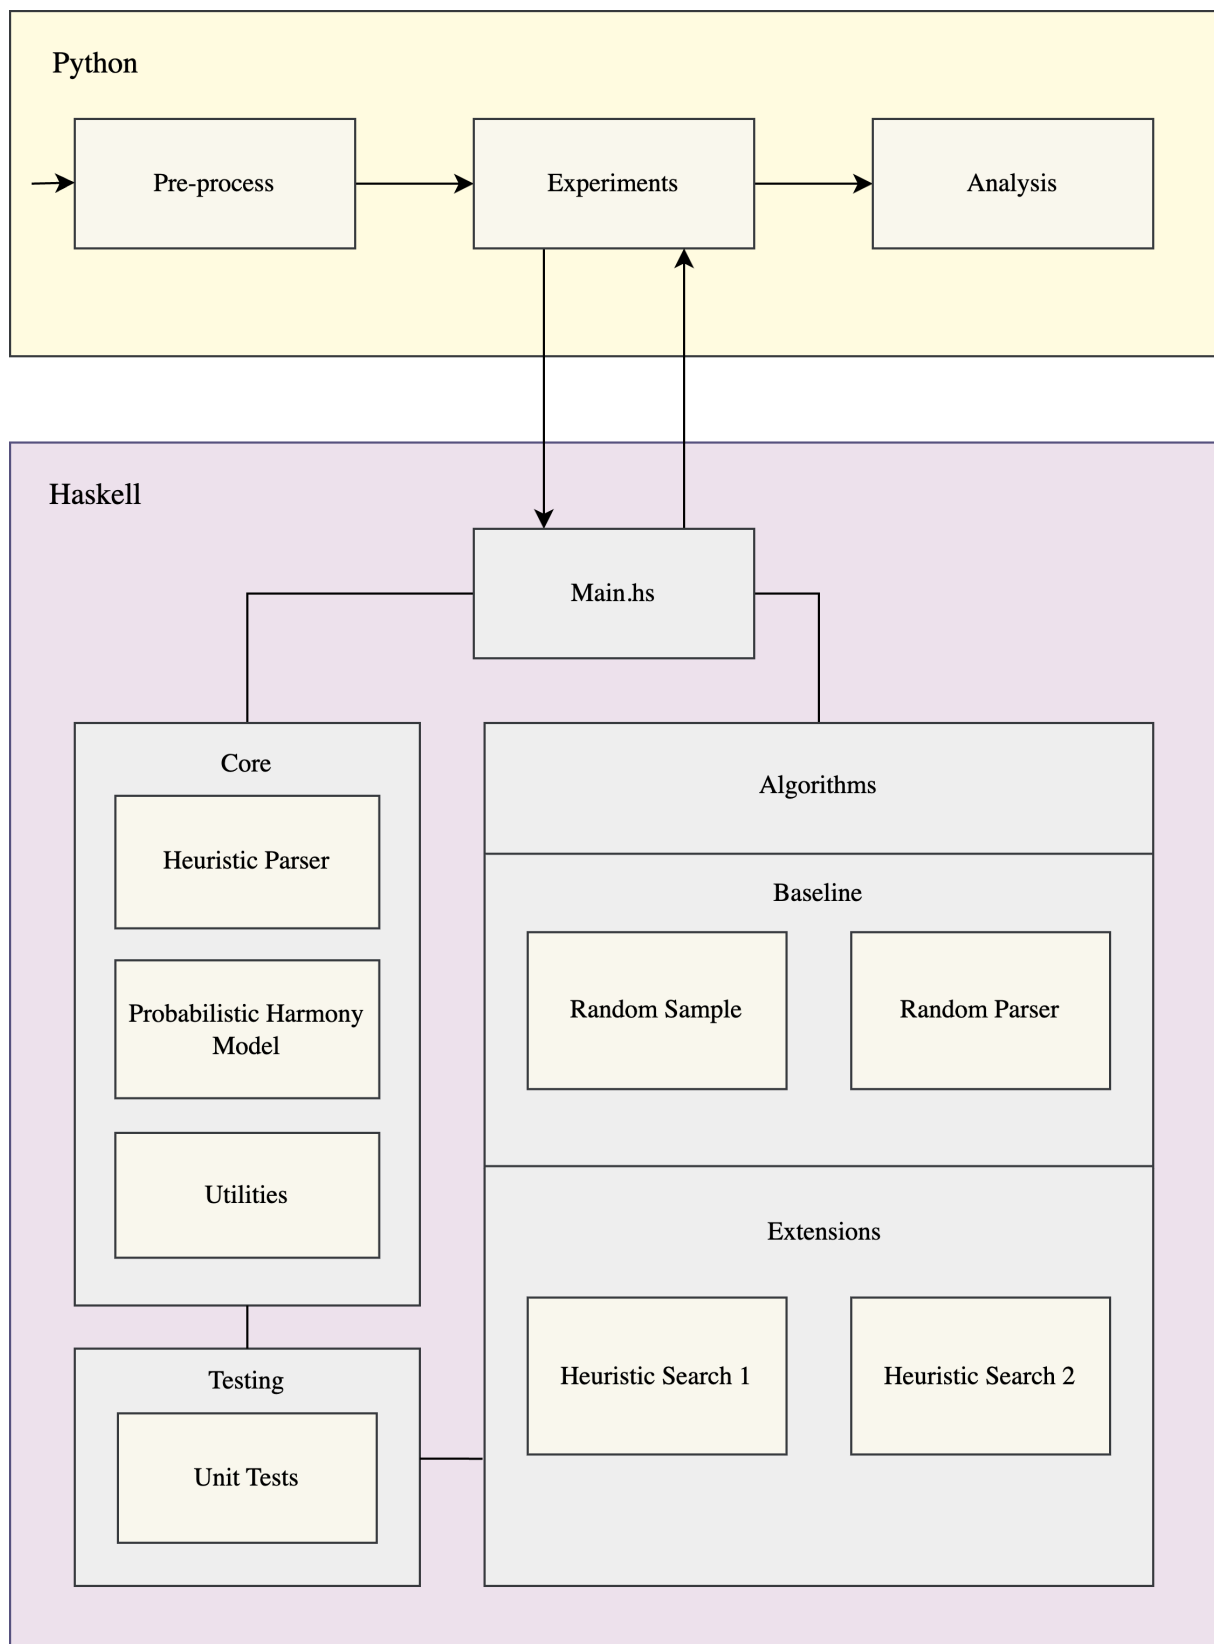 Python
Pre-process
Experiments
Analysis
Haskell
Main.hs
Core
Heuristic Parser
Probabilistic Harmony
Model
Utilities
Testing
Unit Tests
Algorithms
Baseline
Random Sample
Random Parser
Extensions
Heuristic Search 1
Heuristic Search 2